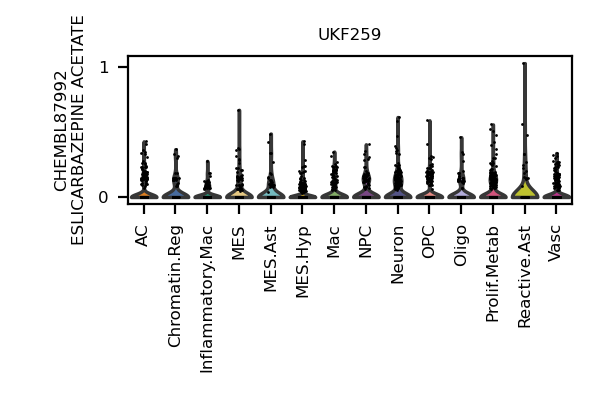 UKF259
CHEMBL87992
ESLICARBAZEPINE ACETATE
1
0
AC
Chromatin.Reg
Inflammatory.Mac
MES
MES.Ast
MES.Hyp
Mac
NPC
Neuron
OPC
Oligo
Prolif.Metab
Reactive.Ast
Vasc